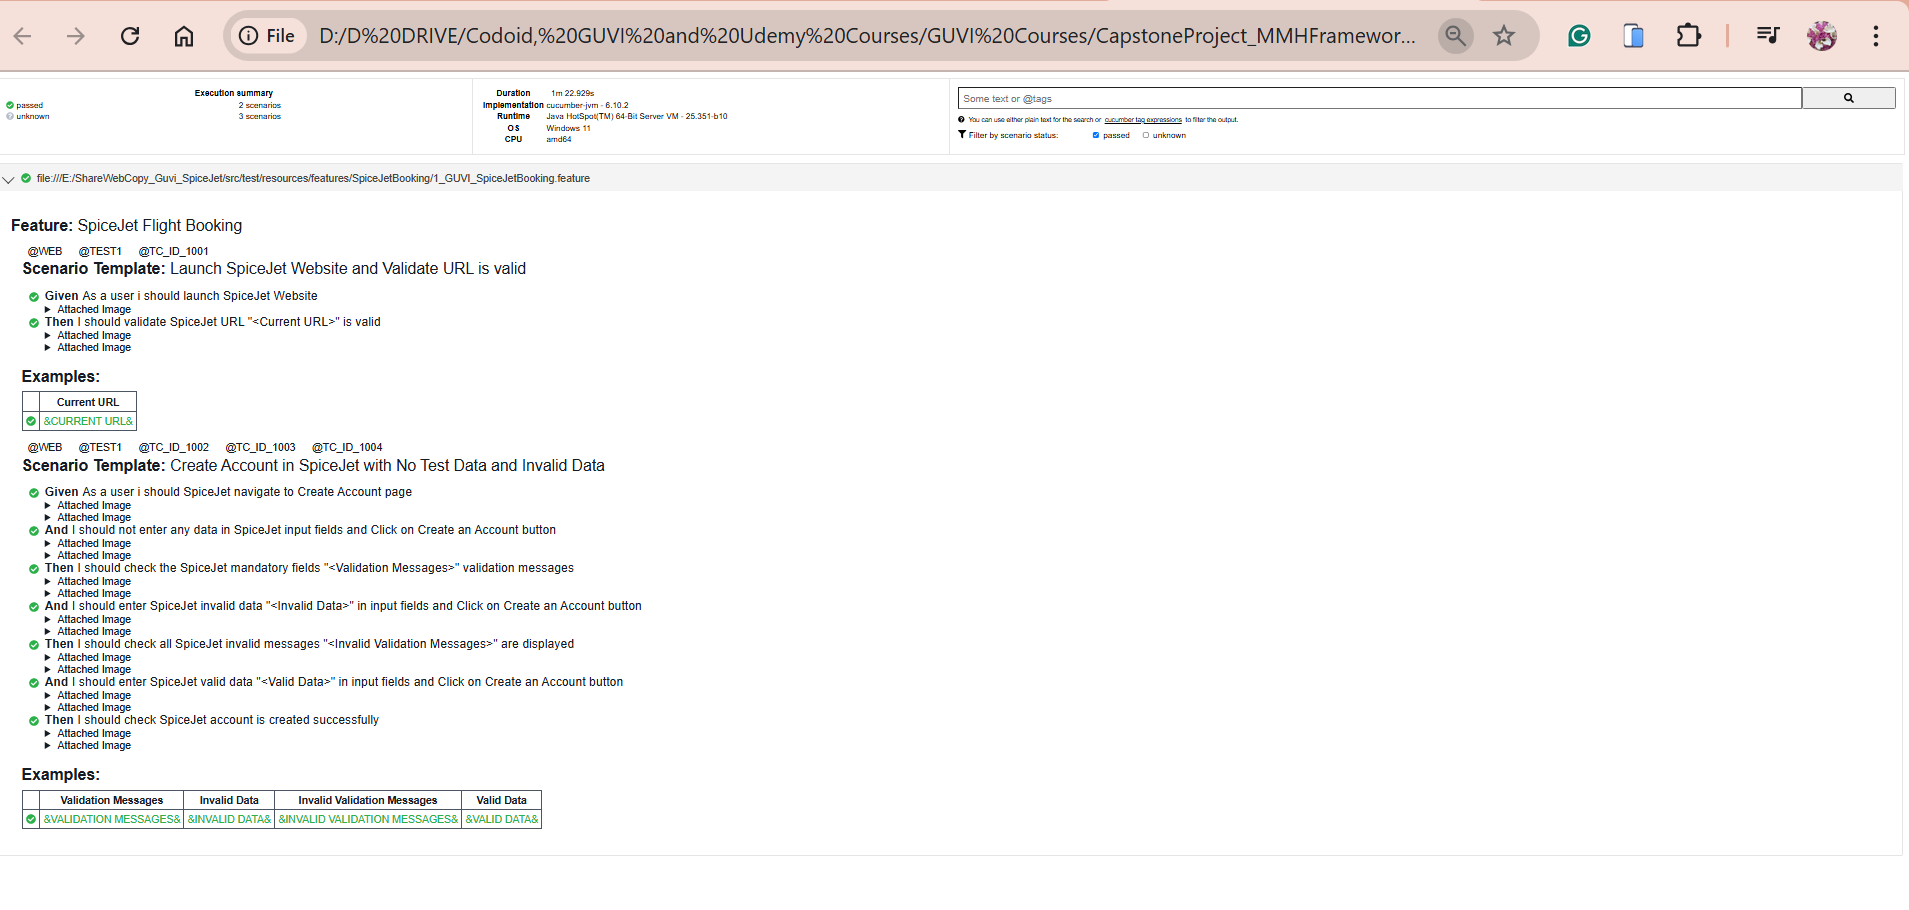 File D:/D%20DRIVE/Codoid,%20GUVI%20and%20Udemy%20Courses/GUVI%20Courses/CapstoneProject_MMHFramewor...
Execution summary
passed 2 scenarios
unknown 3 scenarios
Duration 1m 22.929s
Implementation cucumber-jvm - 6.10.2
Runtime Java HotSpot(TM) 64-Bit Server VM - 25.351-b10
OS Windows 11
CPU amd64
Some text or @tags
You can use either plain text for the search or cucumber tag expressions to filter the output.
Filter by scenario status: passed unknown
file:///E:/ShareWebCopy_Guvi_SpiceJet/src/test/resources/features/SpiceJetBooking/1_GUVI_SpiceJetBooking.feature
Feature: SpiceJet Flight Booking
@WEB @TEST1 @TC_ID_1001
Scenario Template: Launch SpiceJet Website and Validate URL is valid
Given As a user i should launch SpiceJet Website
Attached Image
Then I should validate SpiceJet URL "<Current URL>" is valid
Attached Image
Attached Image
Examples:
Current URL
&CURRENT URL&
@WEB @TEST1 @TC_ID_1002 @TC_ID_1003 @TC_ID_1004
Scenario Template: Create Account in SpiceJet with No Test Data and Invalid Data
Given As a user i should SpiceJet navigate to Create Account page
Attached Image
Attached Image
And I should not enter any data in SpiceJet input fields and Click on Create an Account button
Attached Image
Attached Image
Then I should check the SpiceJet mandatory fields "<Validation Messages>" validation messages
Attached Image
Attached Image
And I should enter SpiceJet invalid data "<Invalid Data>" in input fields and Click on Create an Account button
Attached Image
Attached Image
Then I should check all SpiceJet invalid messages "<Invalid Validation Messages>" are displayed
Attached Image
Attached Image
And I should enter SpiceJet valid data "<Valid Data>" in input fields and Click on Create an Account button
Attached Image
Attached Image
Then I should check SpiceJet account is created successfully
Attached Image
Attached Image
Examples:
Validation Messages Invalid Data Invalid Validation Messages Valid Data
&VALIDATION MESSAGES& &INVALID DATA& &INVALID VALIDATION MESSAGES& &VALID DATA&